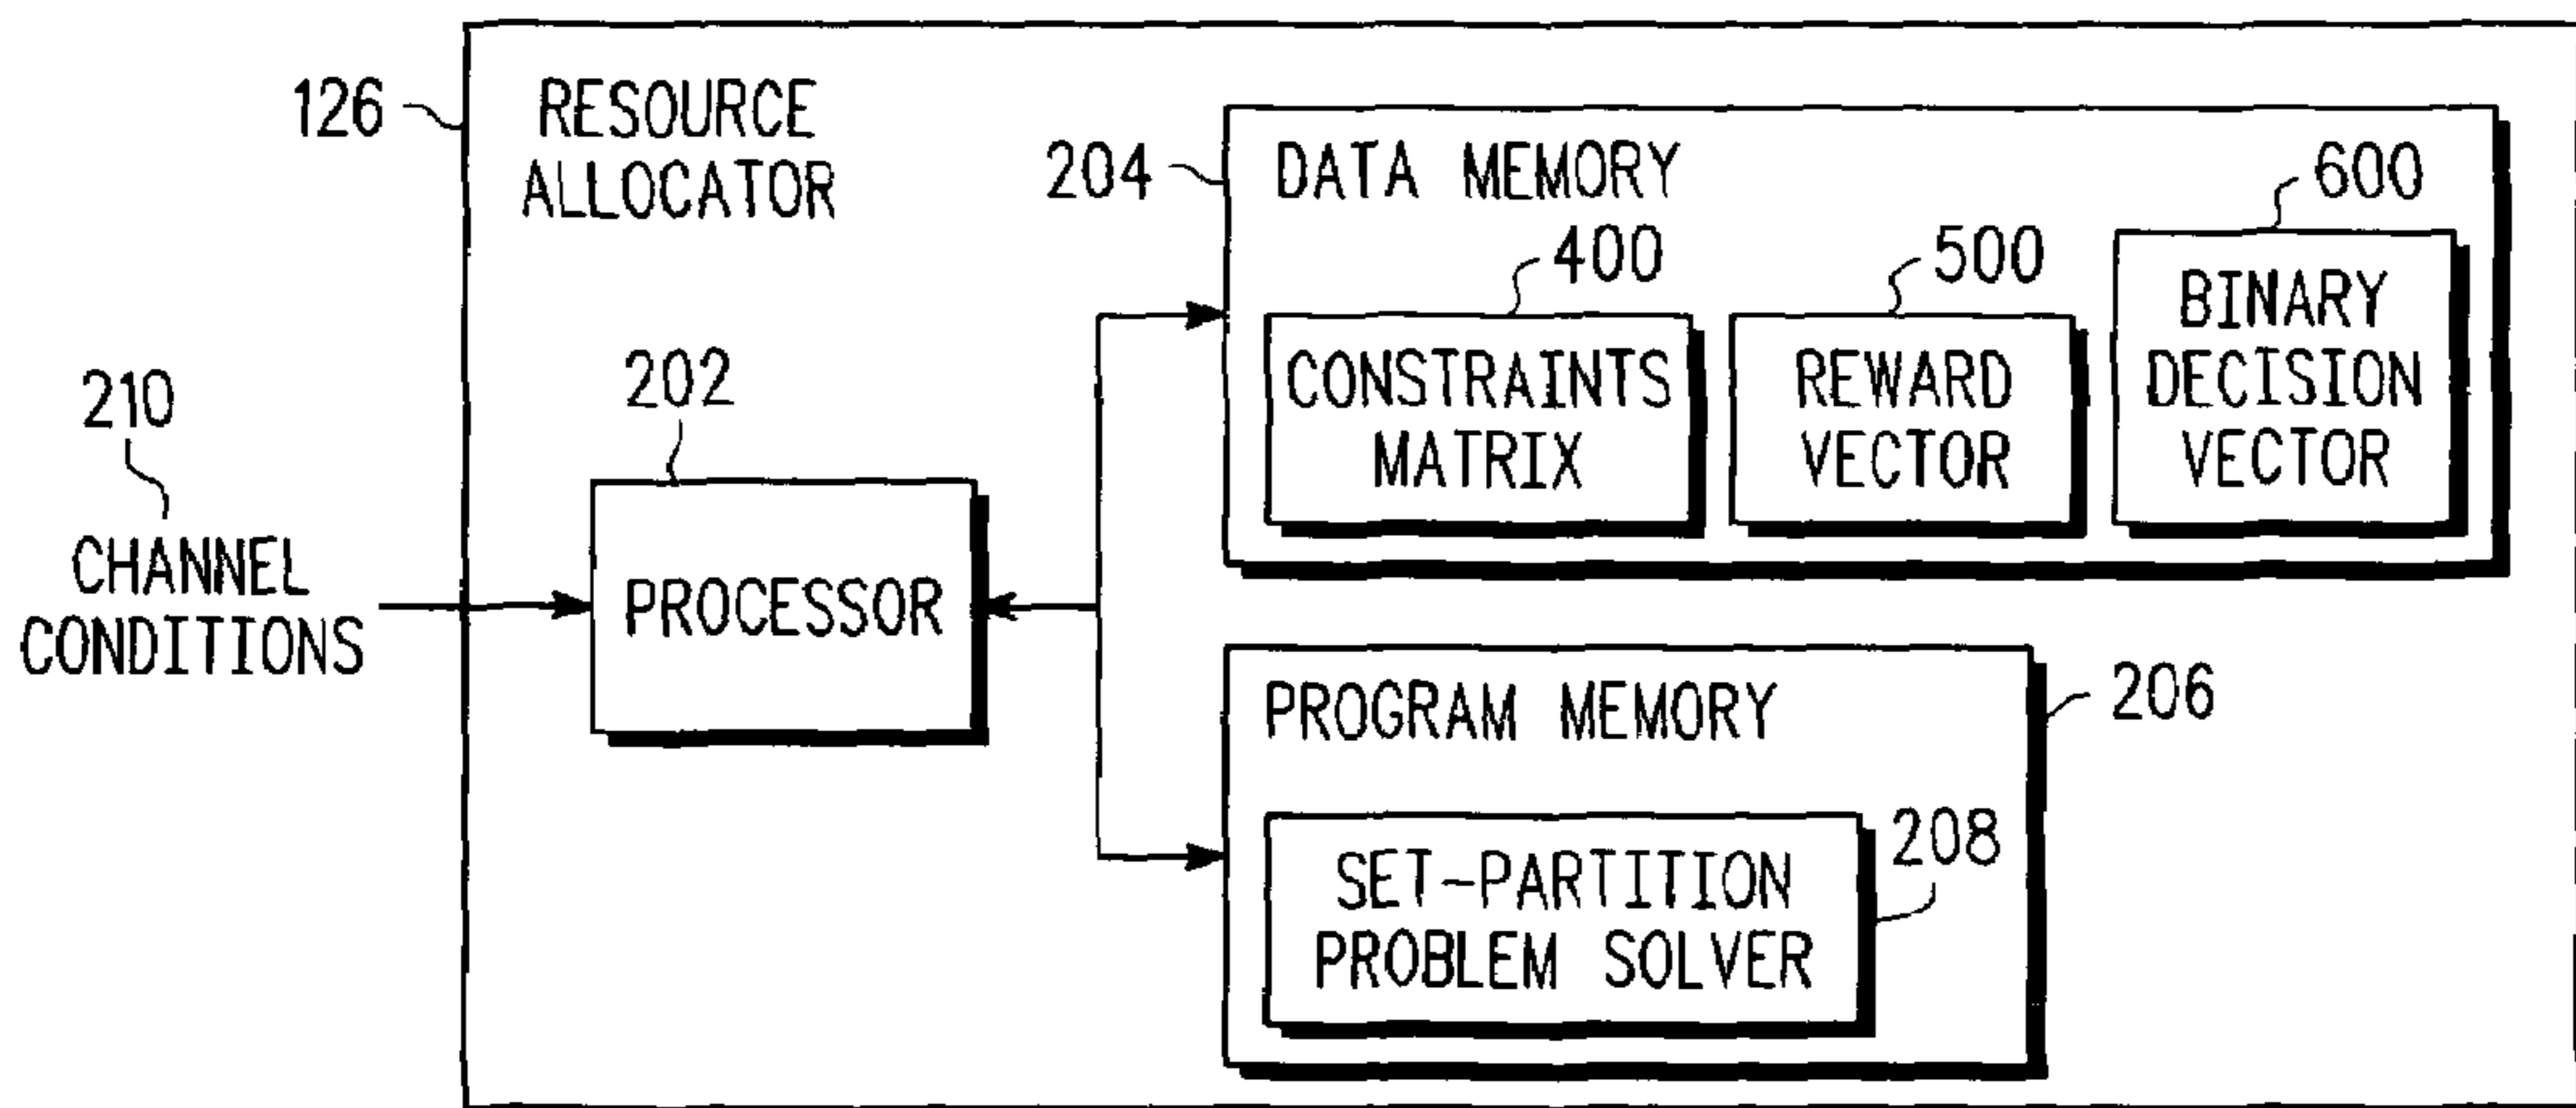 126
RESOURCE
ALLOCATOR
204
DATA MEMORY
600
400
CONSTRAINTS
MATRIX
500
REWARD
VECTOR
BINARY
DECISION
VECTOR
210
CHANNEL
CONDITIONS
202
PROCESSOR
PROGRAM MEMORY
206
208
SET-PARTITION
PROBLEM SOLVER